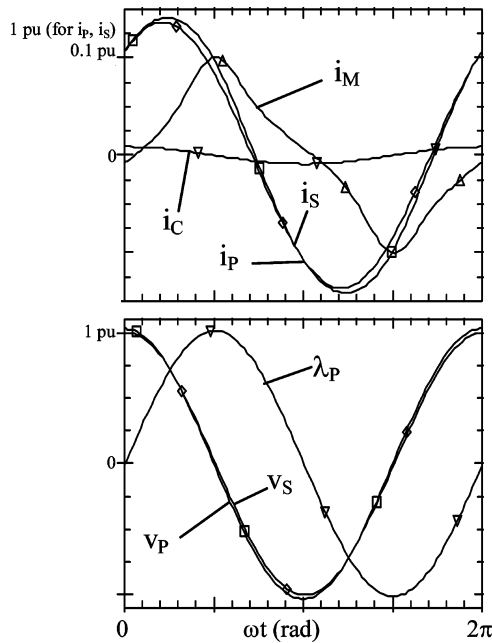 1 pu (for iP, iS)
0.1 pu
iM
0
iC
iS
iP
1 pu
λP
0
vS
vP
0
ωt (rad)
2π